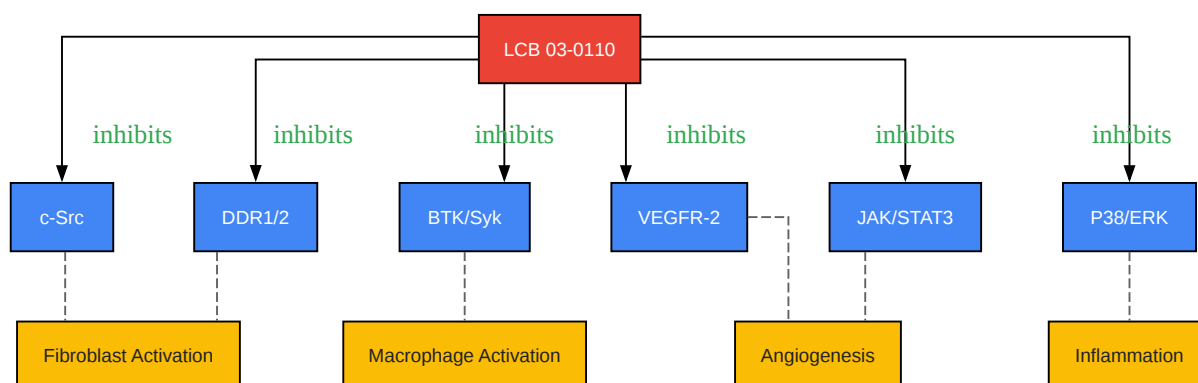 LCB 03-0110
inhibits inhibits inhibits inhibits inhibits inhibits
c-Src DDR1/2 BTK/Syk VEGFR-2 JAK/STAT3 P38/ERK
Fibroblast Activation Macrophage Activation Angiogenesis Inflammation